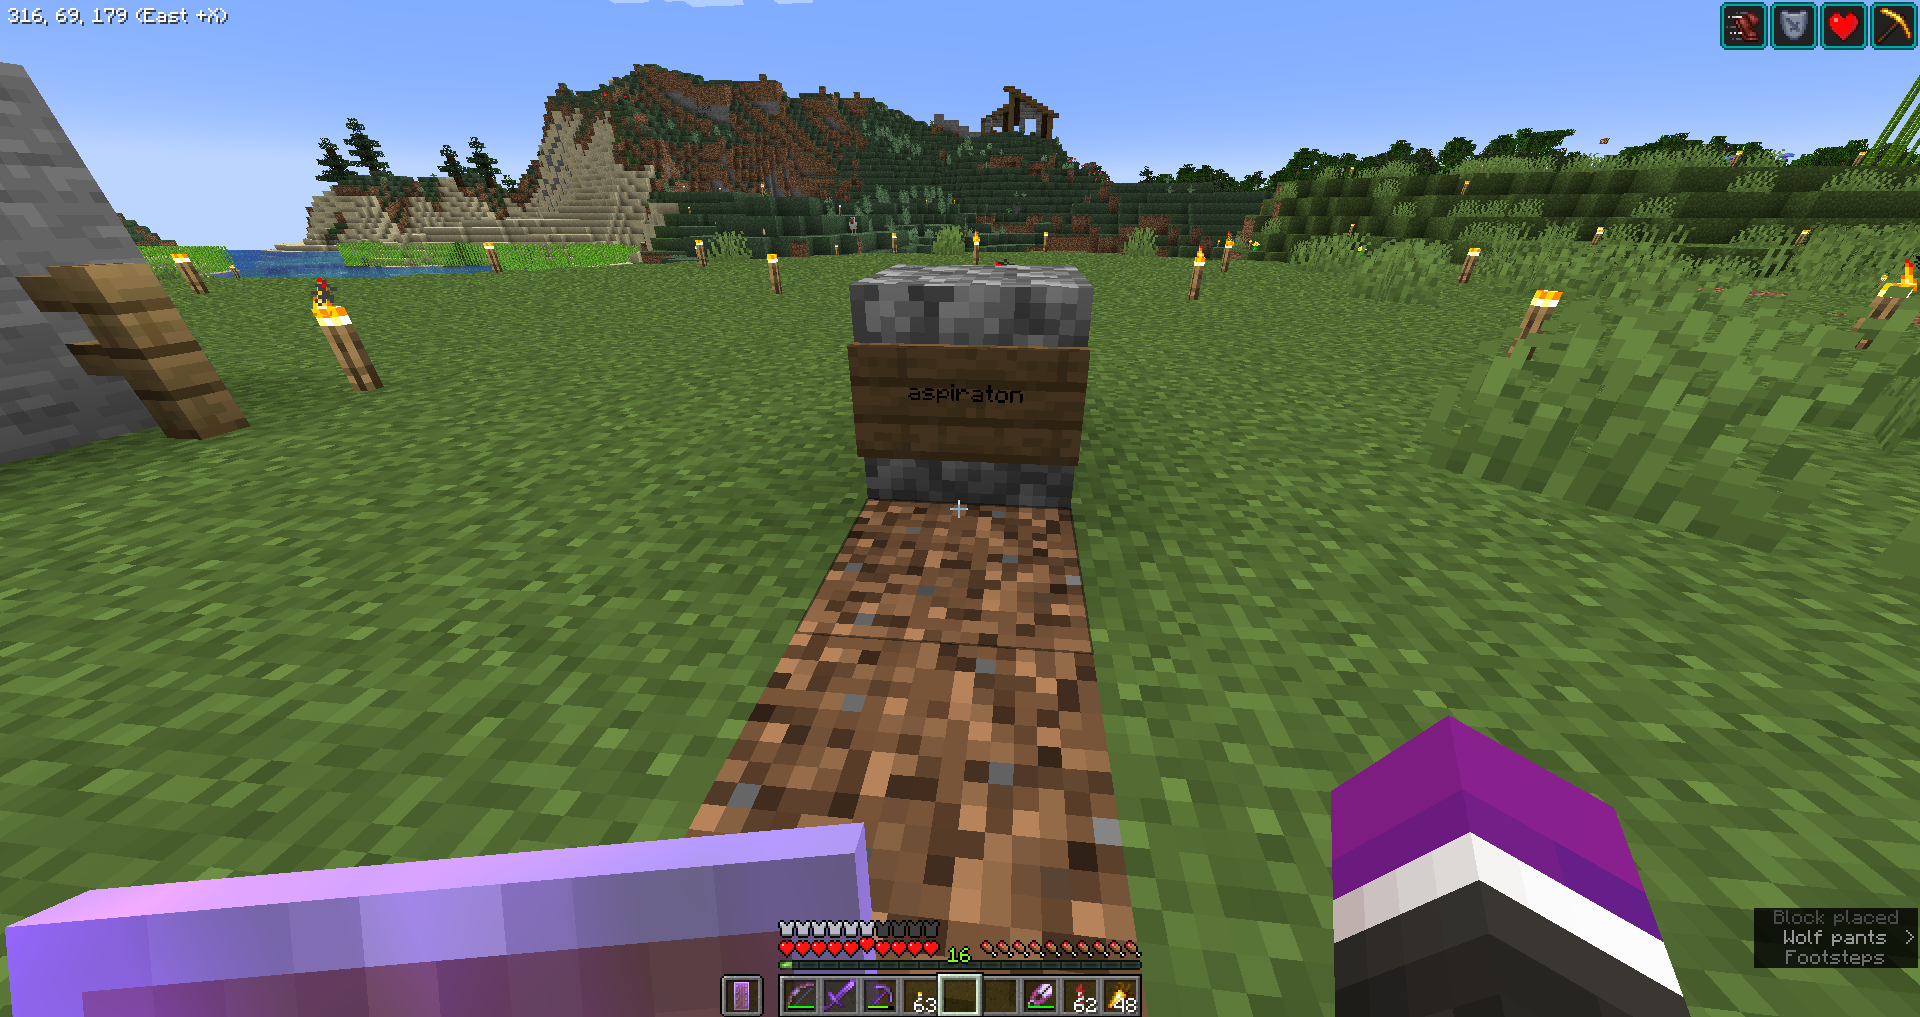 316, 69, 179 (East +X)
aspiraton
16
63
62
48
Block placed
Wolf pants >
Footsteps